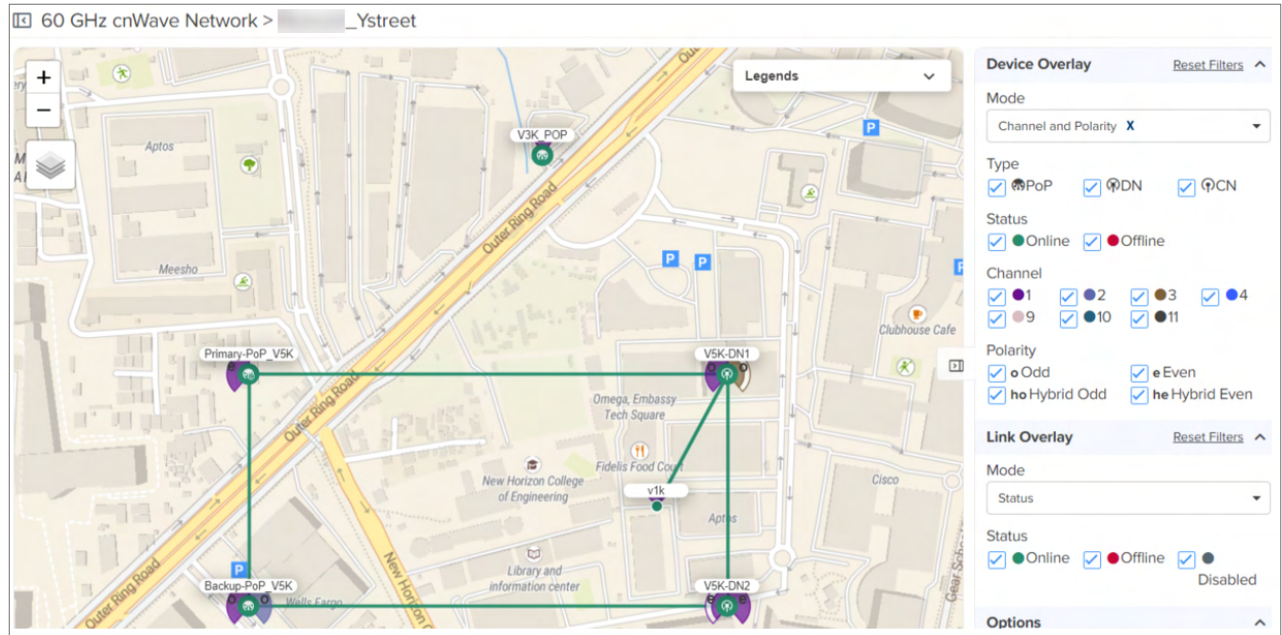 60 GHz cnWave Network > _Ystreet
+
−
Legends
Aptos
V3K_POP
P
Outer Ring Road
Meesho
P P
P
Clubhouse Cafe
Primary-PoP_V5K
V5K-DN1
e
o o
Omega, Embassy
Tech Square
Outer Ring Road
Fidelis Food Court
New Horizon College
of Engineering
v1k
Cisco
Aptos
Library and
information center
P
Backup-PoP_V5K
V5K-DN2
o o
e e
Wells Fargo
Outer Ring Road
New Horizon
Device Overlay Reset Filters
Mode
Channel and Polarity X
Type
PoP DN CN
Status
Online Offline
Channel
1 2 3 4
9 10 11
Polarity
o Odd e Even
ho Hybrid Odd he Hybrid Even
Link Overlay Reset Filters
Mode
Status
Status
Online Offline
Disabled
Options